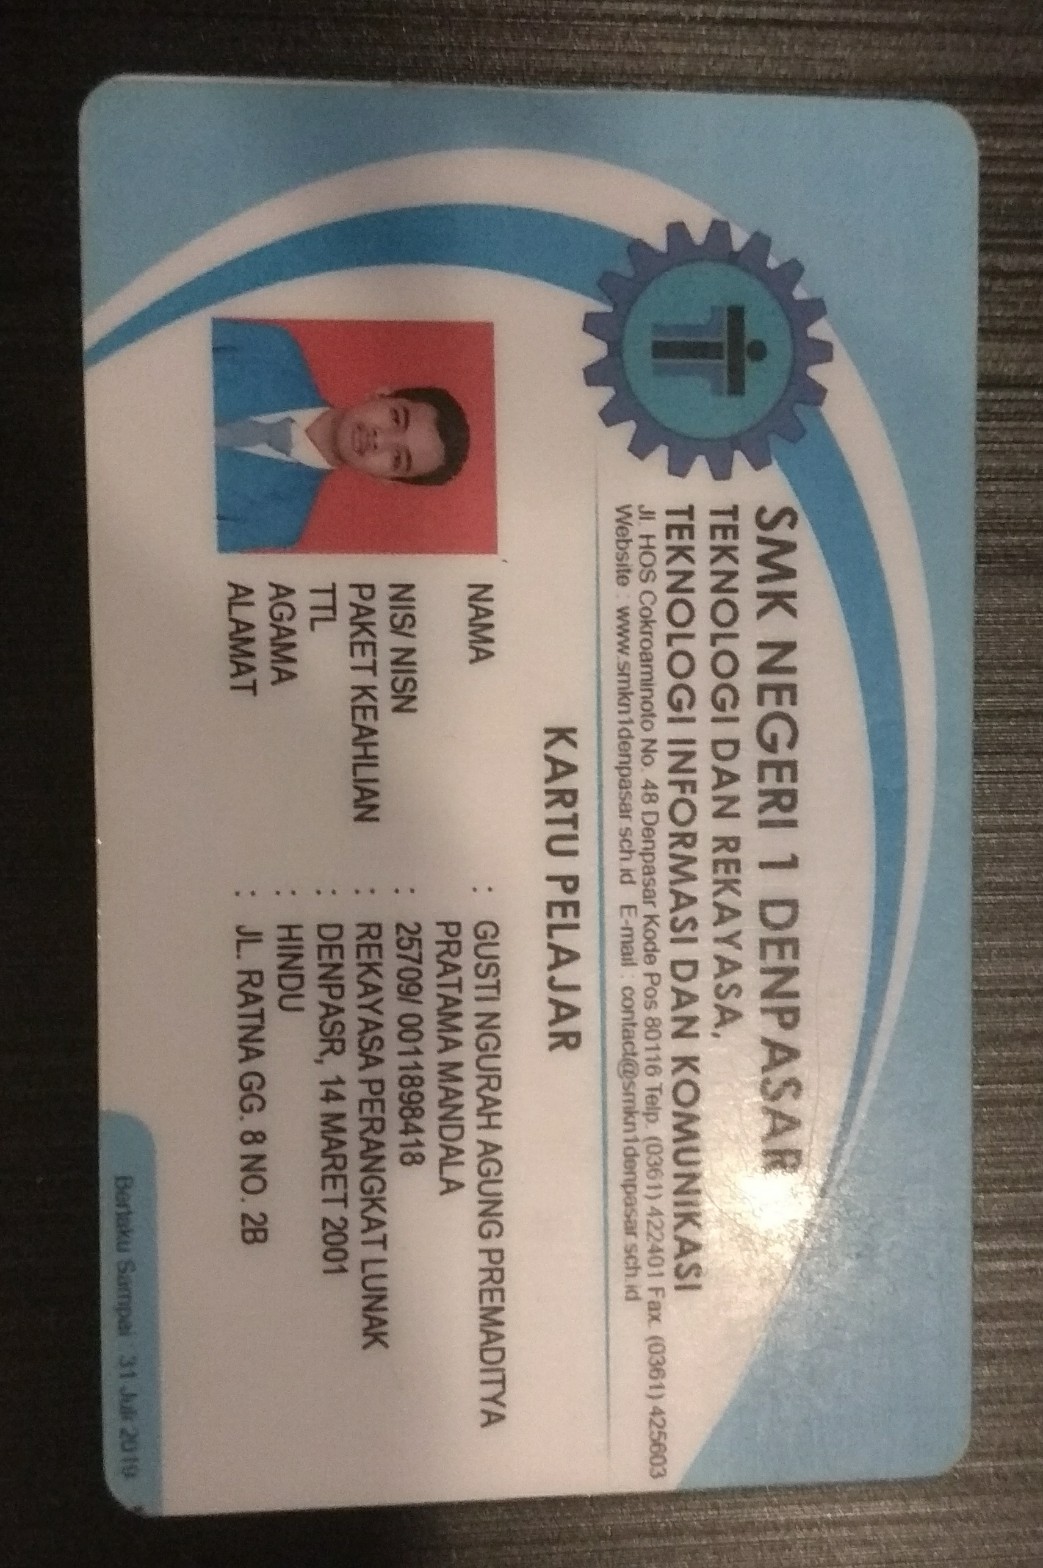 SMK NEGERI 1 DENPASAR
TEKNOLOGI DAN REKAYASA,
TEKNOLOGI INFORMASI DAN KOMUNIKASI
Jl. HOS Cokroaminoto No. 48 Denpasar Kode Pos 80116 Telp. (0361) 422401 Fax. (0361) 425603
Website : www.smkn1denpasar.sch.id E-mail : contact@smkn1denpasar.sch.id
KARTU PELAJAR
NAMA : GUSTI NGURAH AGUNG PREMADITYA
PRATAMA MANDALA
NIS/ NISN : 25709/ 0011898418
PAKET KEAHLIAN : REKAYASA PERANGKAT LUNAK
TTL : DENPASR, 14 MARET 2001
AGAMA : HINDU
ALAMAT : JL. RATNA GG. 8 NO. 2B
Berlaku Sampai : 31 Juli 2019